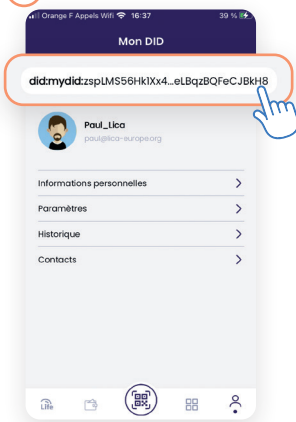 Orange F Appels Wifi 16:37 39 %
Mon DID
did:mydid:zspLMS56Hk1Xx4...eLBqzBQFeCJBkH8
Paul_Lica
paul@lica-europe.org
Informations personnelles
Paramètres
Historique
Contacts
Life